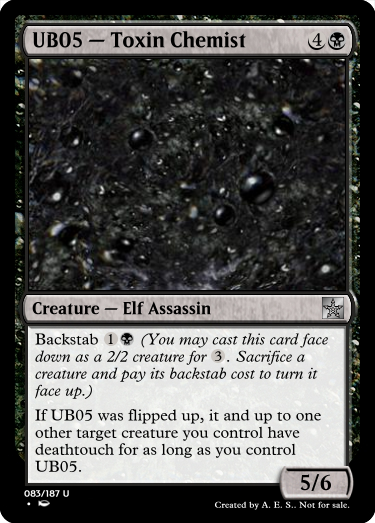 UB05 — Toxin Chemist 4
Creature — Elf Assassin
Backstab 1 (You may cast this card face
down as a 2/2 creature for 3. Sacrifice a
creature and pay its backstab cost to turn it
face up.)
If UB05 was flipped up, it and up to one
other target creature you control have
deathtouch for as long as you control
UB05.
5/6
083/187 U
Created by A. E. S.. Not for sale.